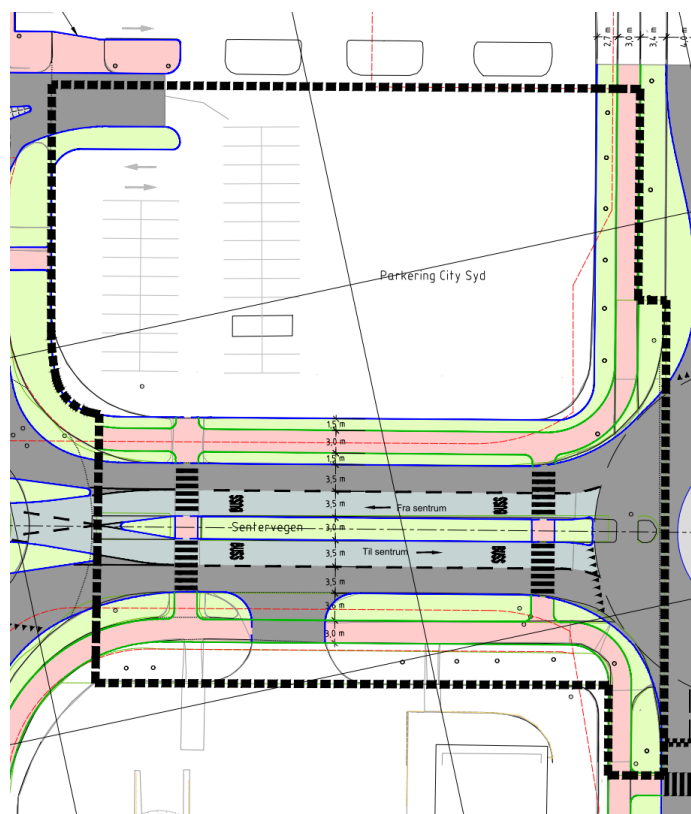 2,7 m
3,0 m
3,4 m
4,0 m
Parkering City Syd
1,5 m
3,0 m
1,5 m
3,5 m
3,5 m
BUSS
BUSS
Fra sentrum
Sentervegen
3,0 m
Til sentrum
BUSS
BUSS
3,5 m
3,5 m
3,0 m